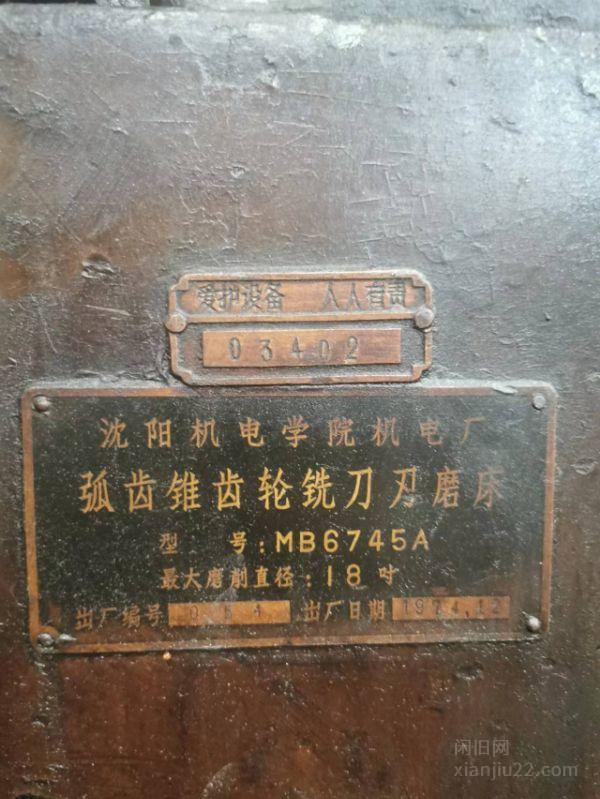 爱护设备 人人有责
03402
沈阳机电学院机电厂
弧齿锥齿轮铣刀刃磨床
型 号：MB6745A
最大磨削直径：18吋
出厂编号 出厂日期 1974.12
闲旧网
xianjiu22.com